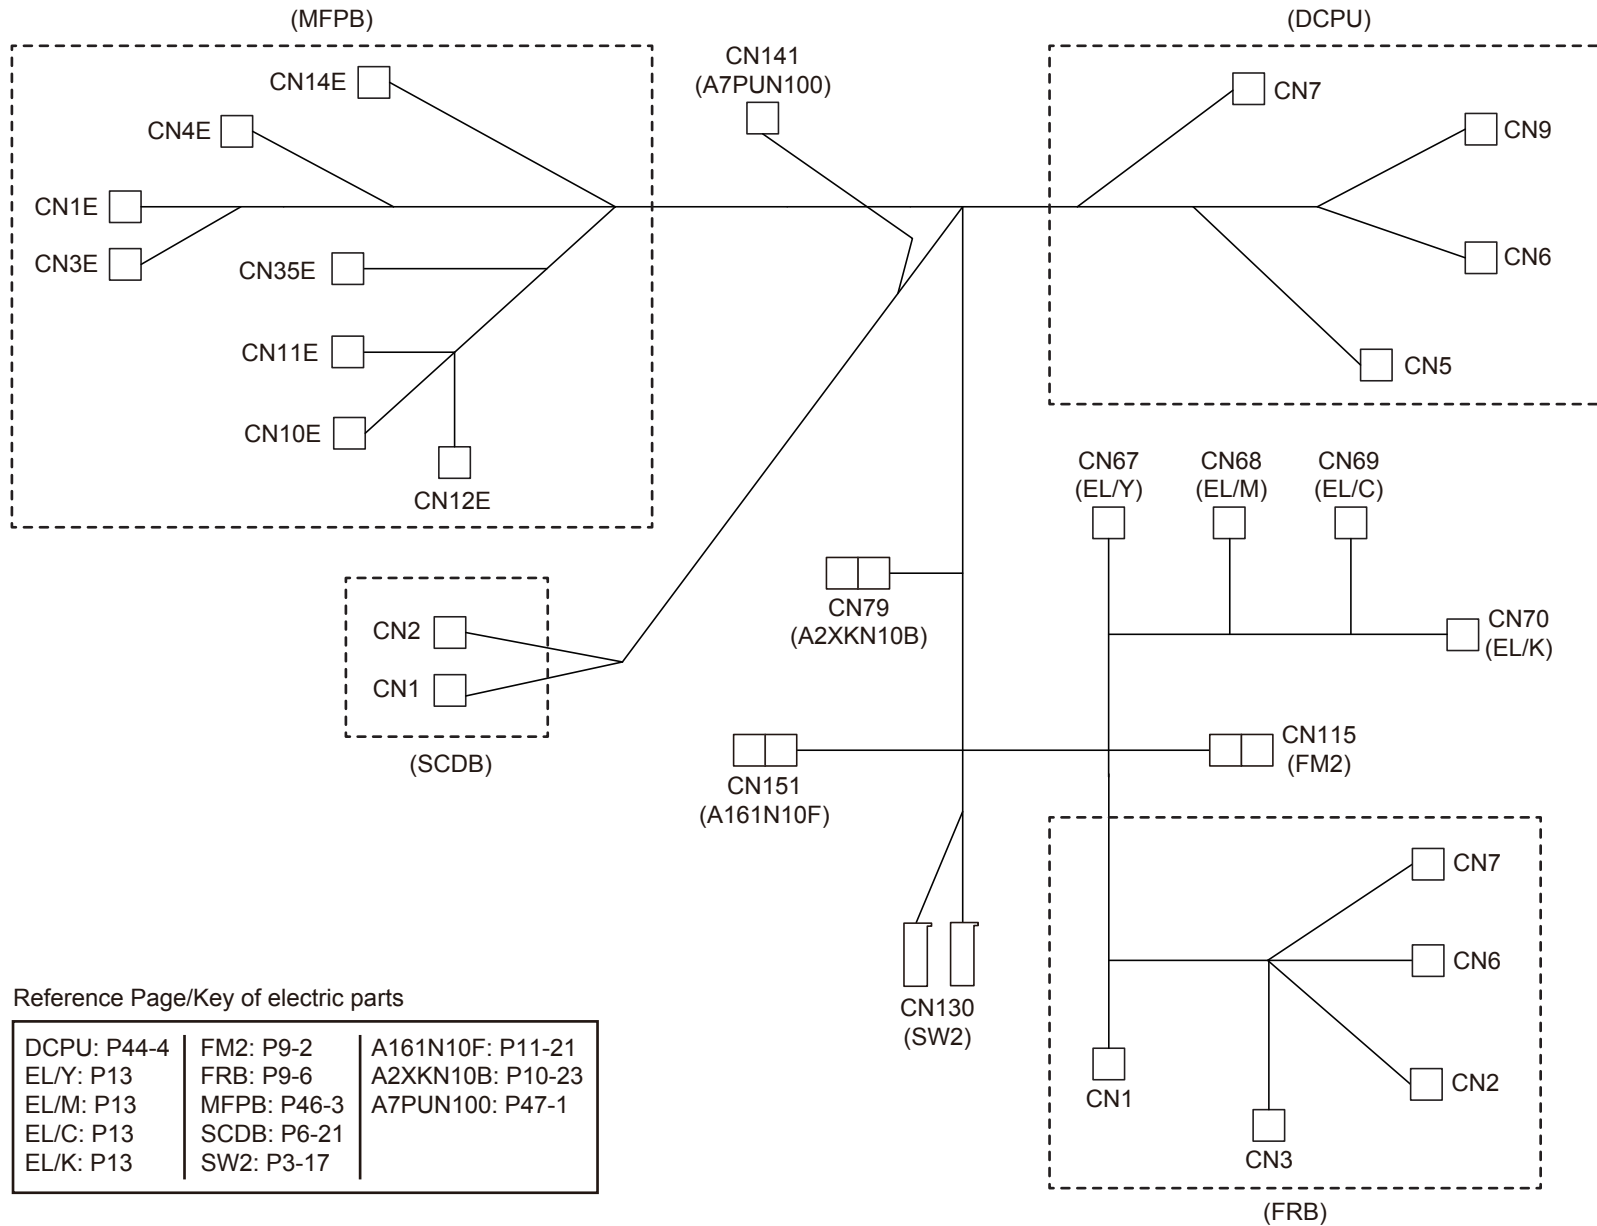 (MFPB)
(DCPU)
CN14E
CN141
(A7PUN100)
CN7
CN4E
CN9
CN1E
CN3E
CN35E
CN6
CN11E
CN5
CN10E
CN12E
CN67
(EL/Y)
CN68
(EL/M)
CN69
(EL/C)
CN79
(A2XKN10B)
CN70
(EL/K)
CN2
CN1
(SCDB)
CN151
(A161N10F)
CN115
(FM2)
CN7
CN6
CN130
(SW2)
CN2
CN1
CN3
(FRB)
Reference Page/Key of electric parts
DCPU: P44-4
EL/Y: P13
EL/M: P13
EL/C: P13
EL/K: P13
FM2: P9-2
FRB: P9-6
MFPB: P46-3
SCDB: P6-21
SW2: P3-17
A161N10F: P11-21
A2XKN10B: P10-23
A7PUN100: P47-1